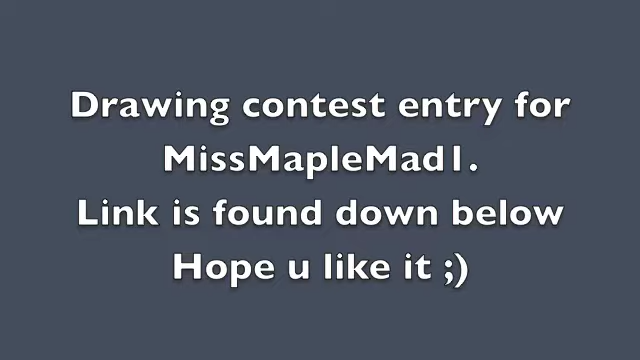 Drawing contest entry for
MissMapleMad1.
Link is found down below
Hope u like it ;)